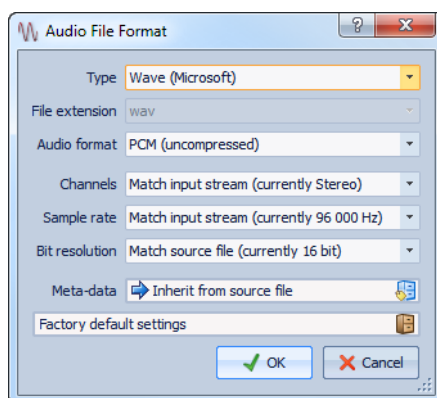 Audio File Format
Type Wave (Microsoft)
File extension wav
Audio format PCM (uncompressed)
Channels Match input stream (currently Stereo)
Sample rate Match input stream (currently 96 000 Hz)
Bit resolution Match source file (currently 16 bit)
Meta-data Inherit from source file
Factory default settings
OK Cancel